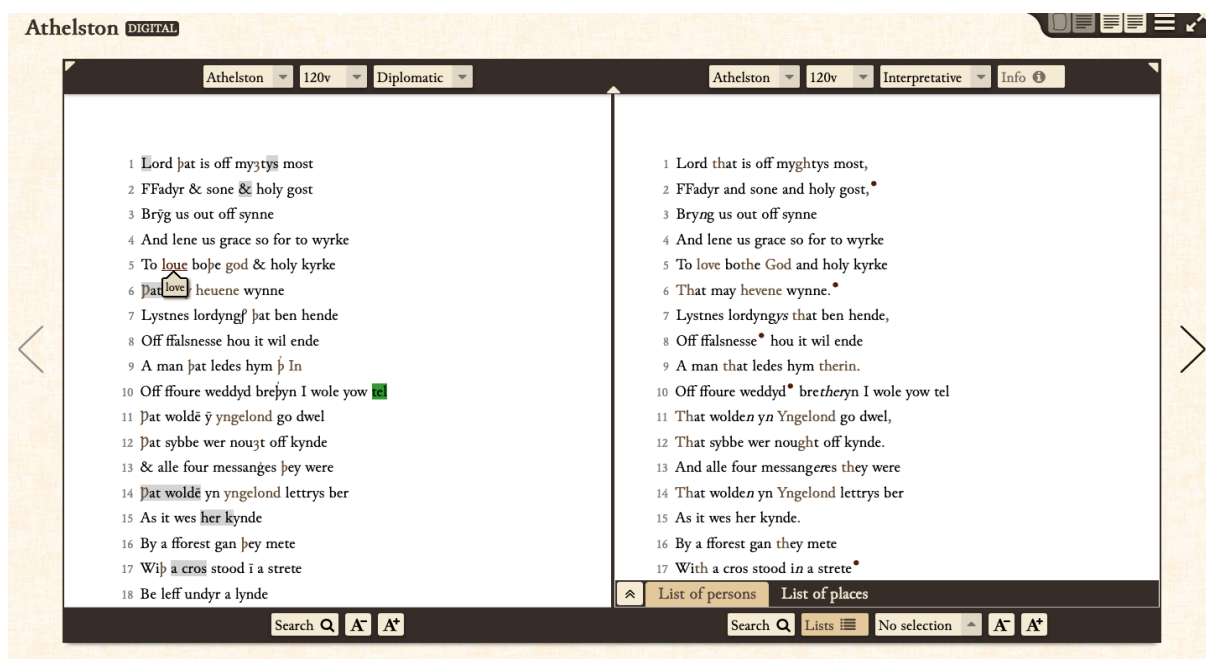 Athelston DIGITAL
Athelston 120v Diplomatic
Athelston 120v Interpretative Info
1 Lord þat is off myȝtys most
2 FFadyr & sone & holy gost
3 Brȳg us out off synne
4 And lene us grace so for to wyrke
5 To loue boþe god & holy kyrke
love
6 Þat heuene wynne
7 Lystnes lordyngꝭ þat ben hende
8 Off ffalsnesse hou it wil ende
9 A man þat ledes hym þ̍ In
10 Off ffoure weddyd breþ̍yn I wole yow tel
11 Þat woldē ȳ yngelond go dwel
12 Þat sybbe wer nouȝt off kynde
13 & alle four messang̍es þey were
14 Þat woldē yn yngelond lettrys ber
15 As it wes her kynde
16 By a fforest gan þey mete
17 Wiþ a cros stood ī a strete
18 Be leff undyr a lynde
1 Lord that is off myghtys most,
2 FFadyr and sone and holy gost,
3 Bryng us out off synne
4 And lene us grace so for to wyrke
5 To love bothe God and holy kyrke
6 That may hevene wynne.
7 Lystnes lordyngys that ben hende,
8 Off ffalsnesse hou it wil ende
9 A man that ledes hym therin.
10 Off ffoure weddyd bretheryn I wole yow tel
11 That wolden yn Yngelond go dwel,
12 That sybbe wer nought off kynde.
13 And alle four messangeres they were
14 That wolden yn Yngelond lettrys ber
15 As it wes her kynde.
16 By a fforest gan they mete
17 With a cros stood in a strete
List of persons List of places
Search A- A+
Search Lists No selection A- A+